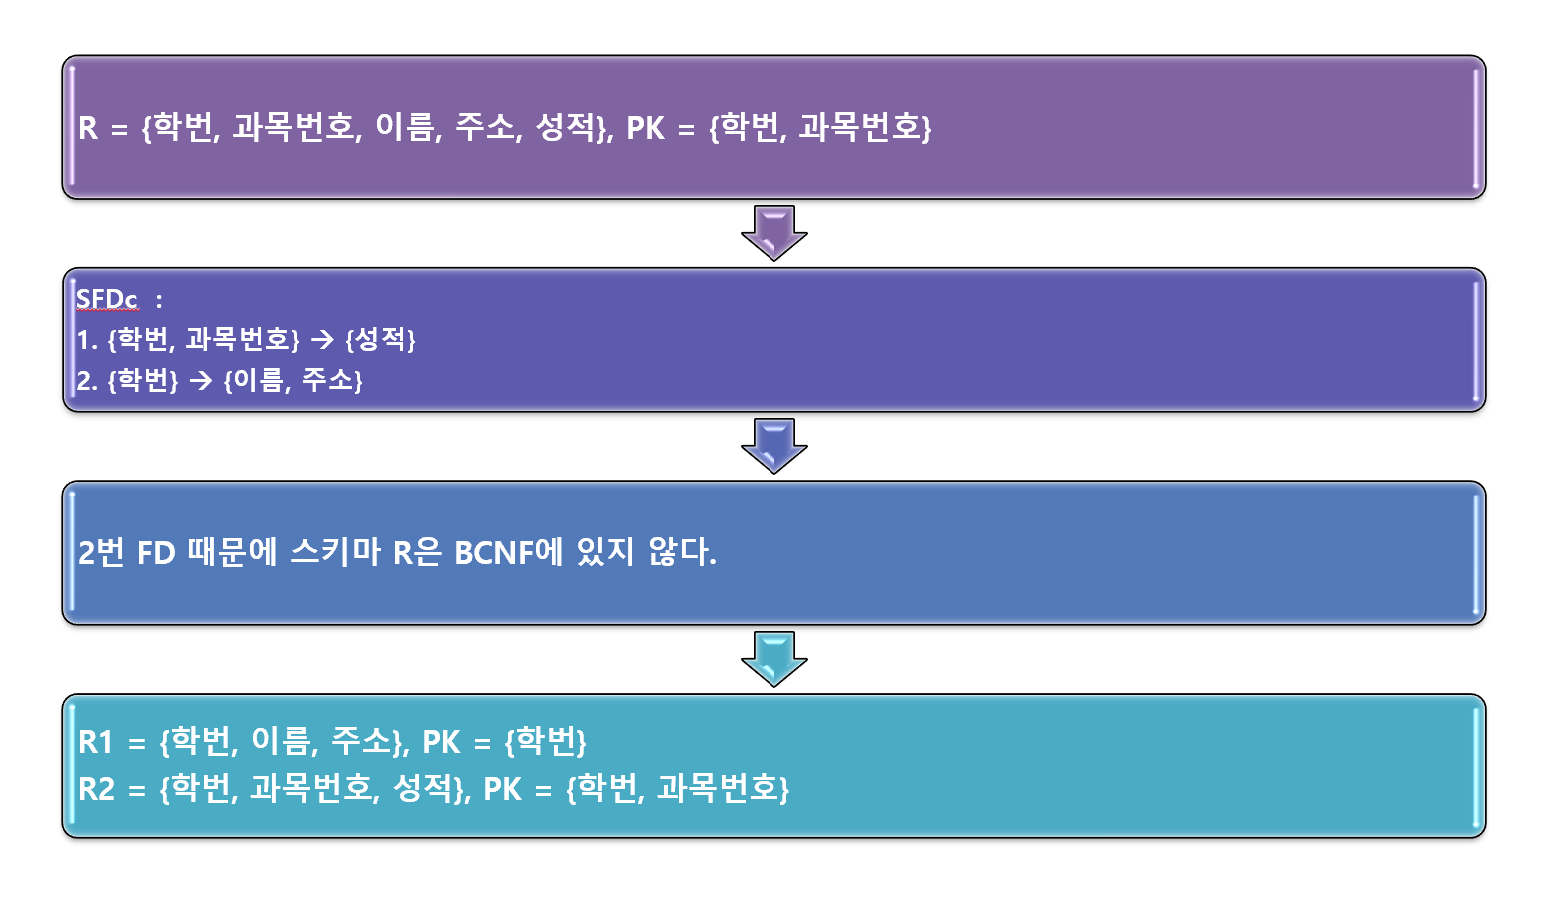 R = {학번, 과목번호, 이름, 주소, 성적}, PK = {학번, 과목번호}
SFDc :
1. {학번, 과목번호} → {성적}
2. {학번} → {이름, 주소}
2번 FD 때문에 스키마 R은 BCNF에 있지 않다.
R1 = {학번, 이름, 주소}, PK = {학번}
R2 = {학번, 과목번호, 성적}, PK = {학번, 과목번호}